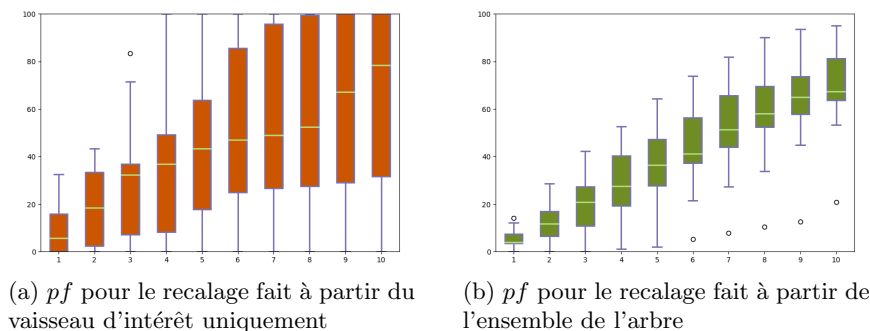 100
80
60
40
20
0
1 2 3 4 5 6 7 8 9 10
100
80
60
40
20
0
1 2 3 4 5 6 7 8 9 10
(a) pf pour le recalage fait à partir du
vaisseau d'intérêt uniquement
(b) pf pour le recalage fait à partir de
l'ensemble de l'arbre